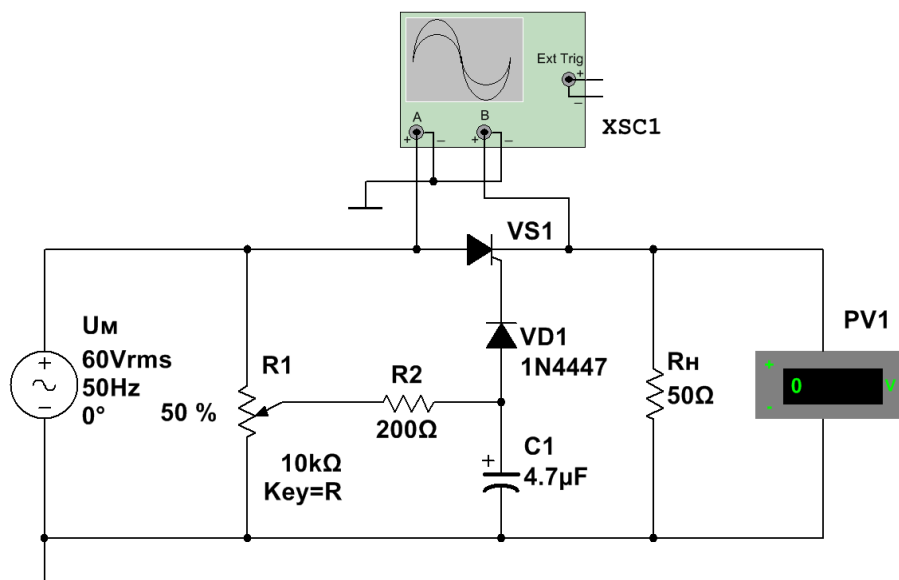 Ext Trig
+
−
A
B
+
−
+
−
XSC1
VS1
Uм
60Vrms
50Hz
0°
+
−
R1
50 %
10kΩ
Key=R
R2
200Ω
VD1
1N4447
C1
+
4.7µF
Rн
50Ω
PV1
+
0
V
-